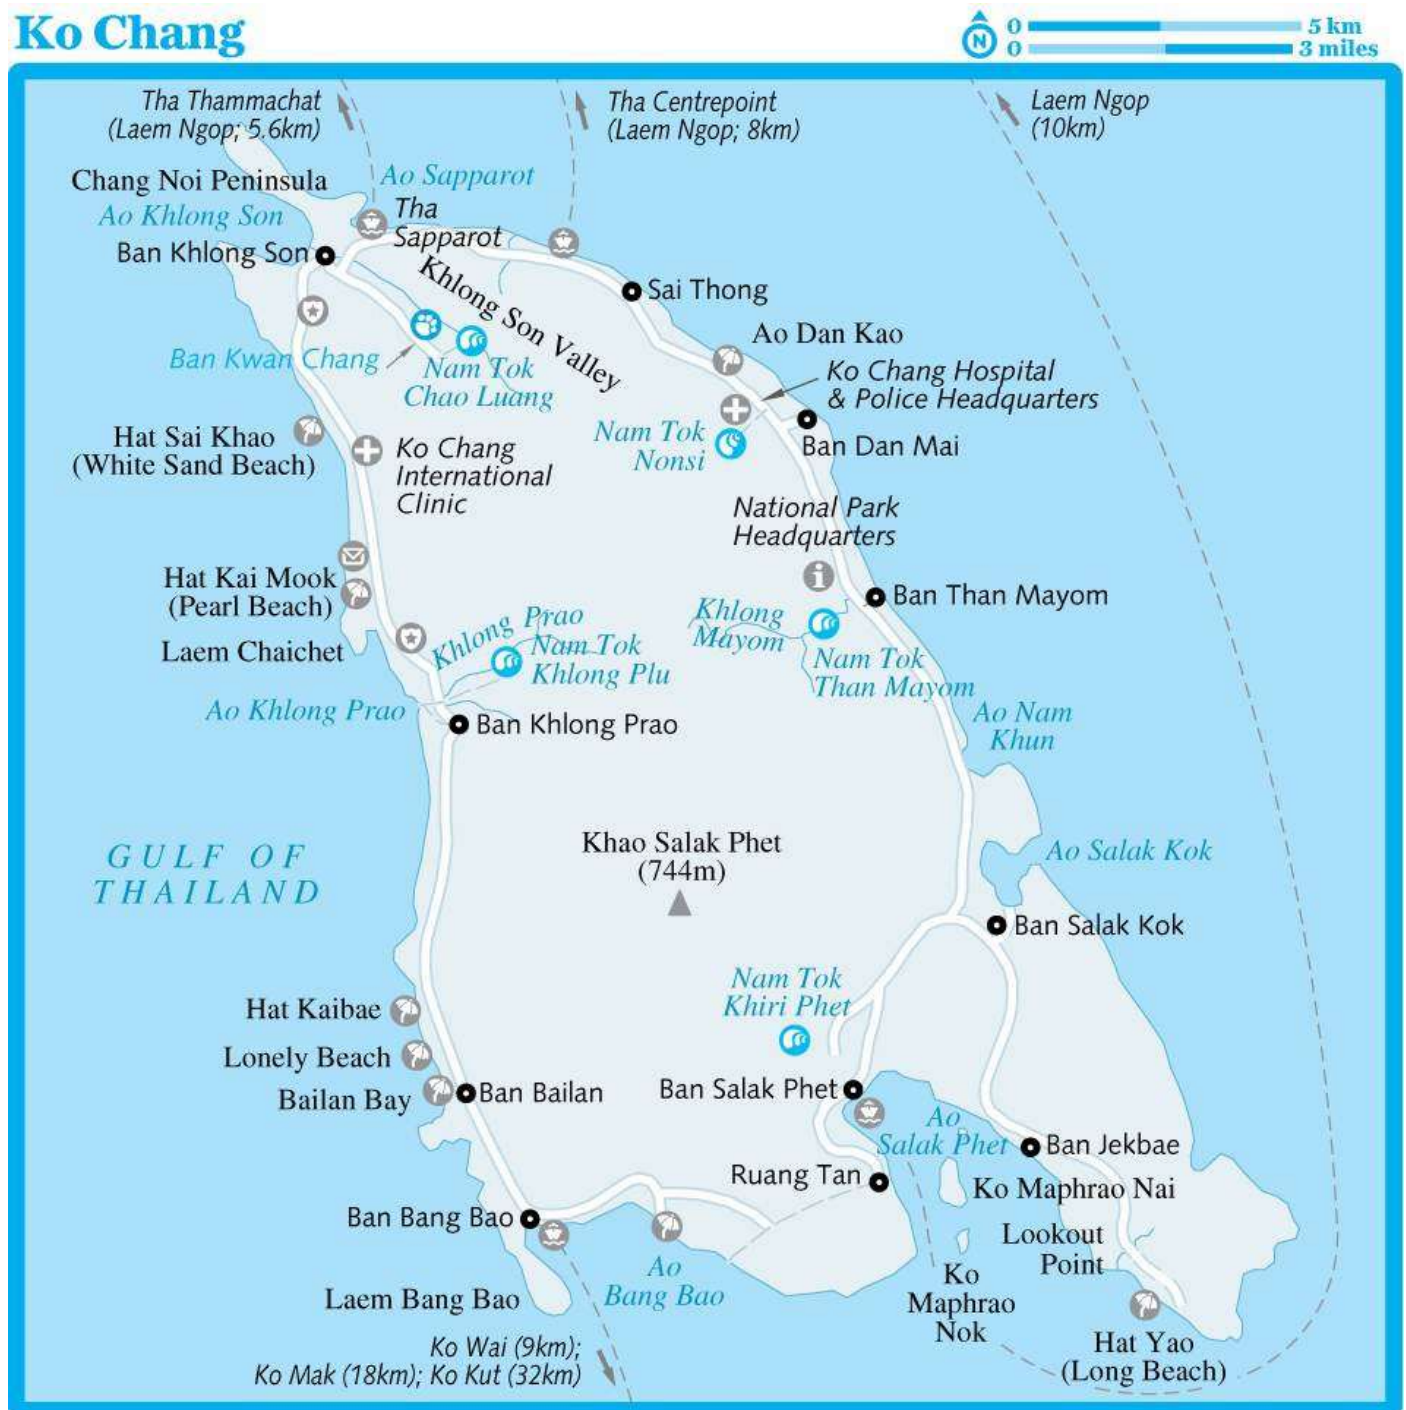 Ko Chang
N
0
5 km
0
3 miles
Tha Thammachat
(Laem Ngop; 5.6km)
Tha Centrepoint
(Laem Ngop; 8km)
Laem Ngop
(10km)
Chang Noi Peninsula
Ao Sapparot
Ao Khlong Son
Tha
Sapparot
Ban Khlong Son
Khlong Son Valley
Sai Thong
Ao Dan Kao
Ban Kwan Chang
Nam Tok
Chao Luang
Ko Chang Hospital
& Police Headquarters
Hat Sai Khao
(White Sand Beach)
Ko Chang
International
Clinic
Nam Tok
Nonsi
Ban Dan Mai
National Park
Headquarters
Hat Kai Mook
(Pearl Beach)
Laem Chaichet
Khlong Prao
Nam Tok
Khlong Plu
Khlong
Mayom
Ban Than Mayom
Nam Tok
Than Mayom
Ao Khlong Prao
Ban Khlong Prao
Ao Nam
Khun
GULF OF
THAILAND
Khao Salak Phet
(744m)
Ao Salak Kok
Ban Salak Kok
Nam Tok
Khiri Phet
Hat Kaibae
Lonely Beach
Bailan Bay
Ban Bailan
Ban Salak Phet
Ao
Salak Phet
Ban Jekbae
Ruang Tan
Ko Maphrao Nai
Ban Bang Bao
Lookout
Point
Ao
Bang Bao
Ko
Maphrao
Nok
Laem Bang Bao
Hat Yao
(Long Beach)
Ko Wai (9km);
Ko Mak (18km); Ko Kut (32km)